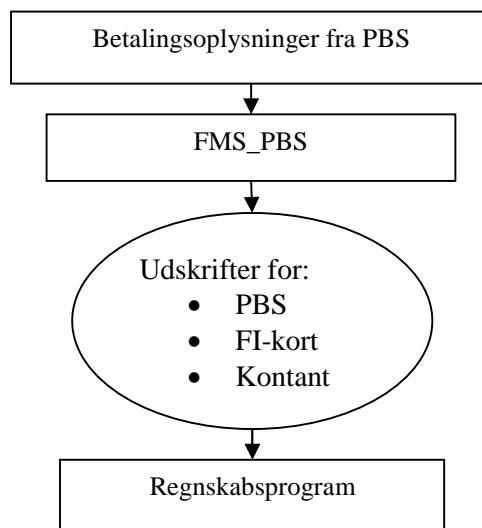 Betalingsoplysninger fra PBS
FMS_PBS
Udskrifter for:
• PBS
• FI-kort
• Kontant
Regnskabsprogram